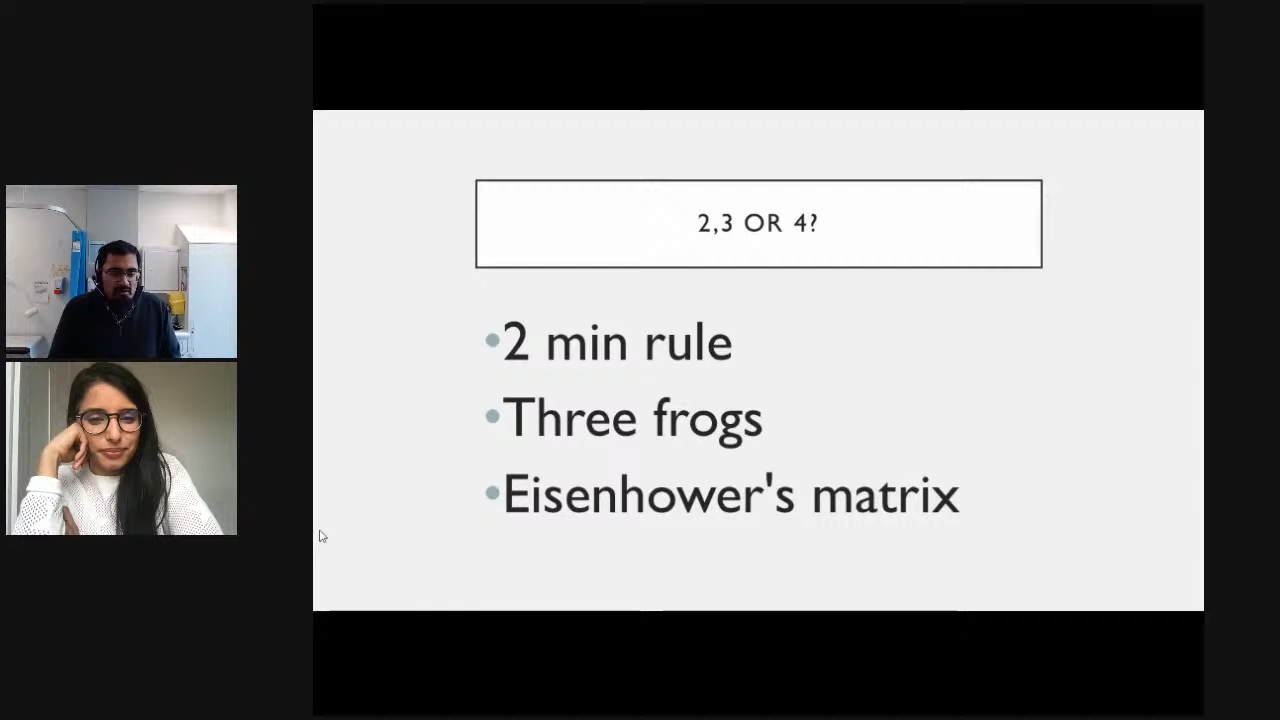 2,3 OR 4?
•2 min rule
•Three frogs
•Eisenhower's matrix